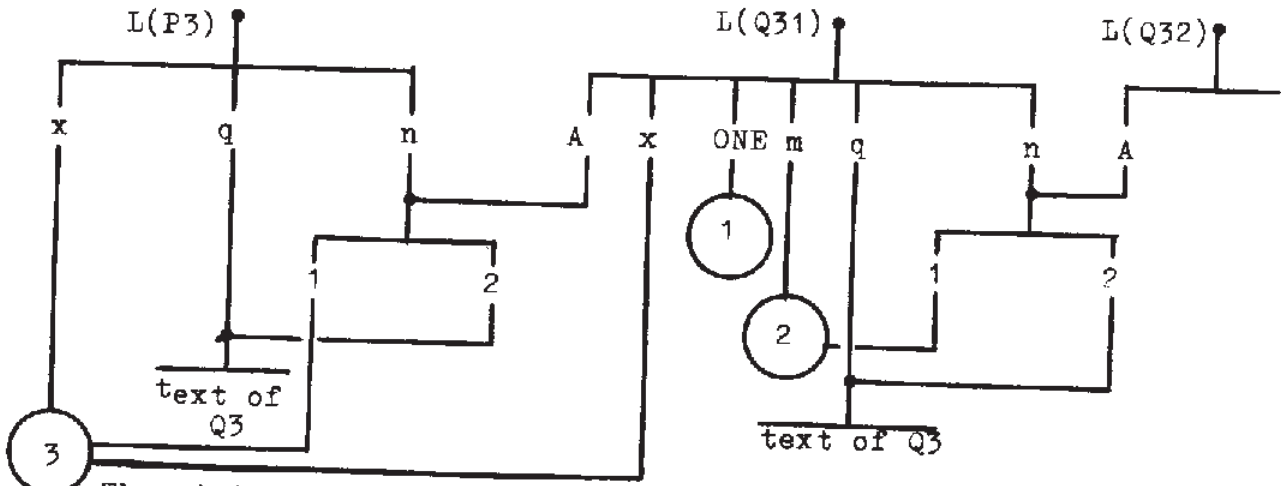 L(P3) L(Q31) L(Q32)
x q n A x ONE m q n A
1
1 2 1 2
2
text of
Q3
text of Q3
3